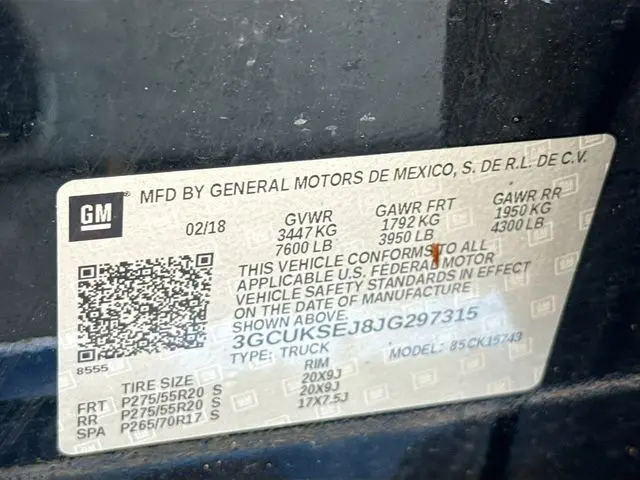 GM ® MFD BY GENERAL MOTORS DE MEXICO, S. DE R.L. DE C.V.
02/18 GVWR GAWR FRT GAWR RR
3447 KG 1792 KG 1950 KG
7600 LB 3950 LB 4300 LB
THIS VEHICLE CONFORMS TO ALL
APPLICABLE U.S. FEDERAL MOTOR
VEHICLE SAFETY STANDARDS IN EFFECT
ON THE DATE OF MANUFACTURE
SHOWN ABOVE.
3GCUKSEJ8JG297315
8555 TYPE: TRUCK MODEL: 85CK15743
TIRE SIZE RIM
FRT P275/55R20 S 20X9J
RR P275/55R20 S 20X9J
SPA P265/70R17 S 17X7.5J